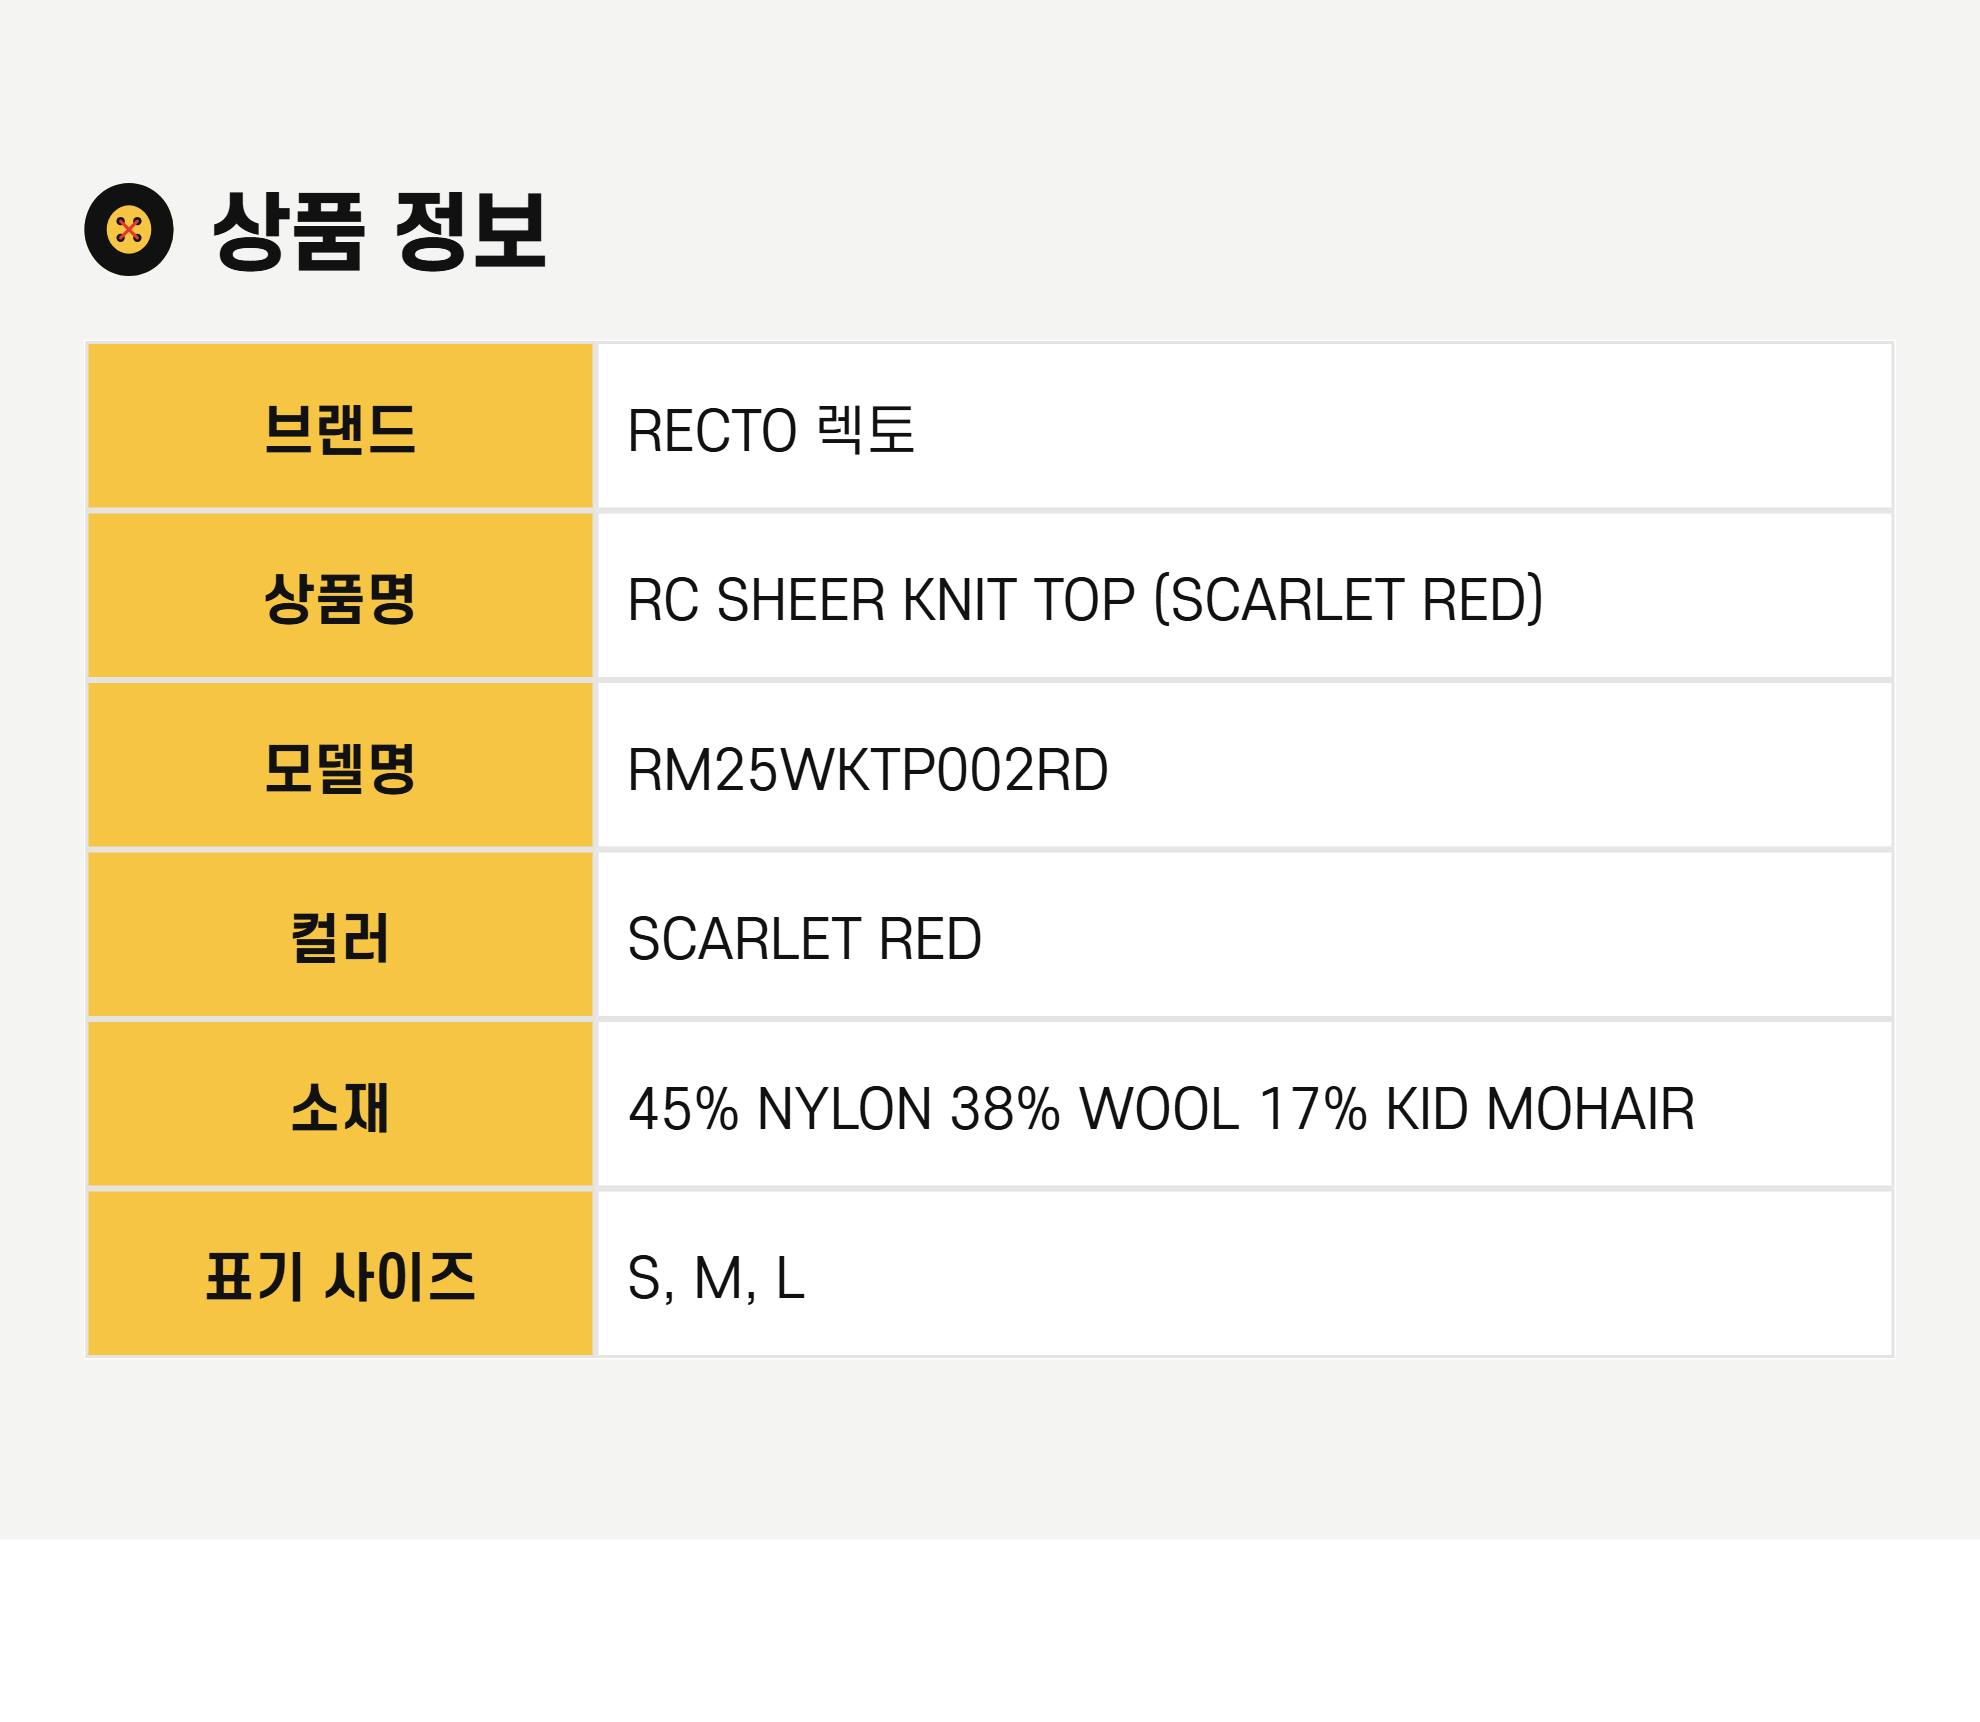 상품 정보
브랜드 RECTO 렉토
상품명 RC SHEER KNIT TOP (SCARLET RED)
모델명 RM25WKTP002RD
컬러 SCARLET RED
소재 45% NYLON 38% WOOL 17% KID MOHAIR
표기 사이즈 S, M, L